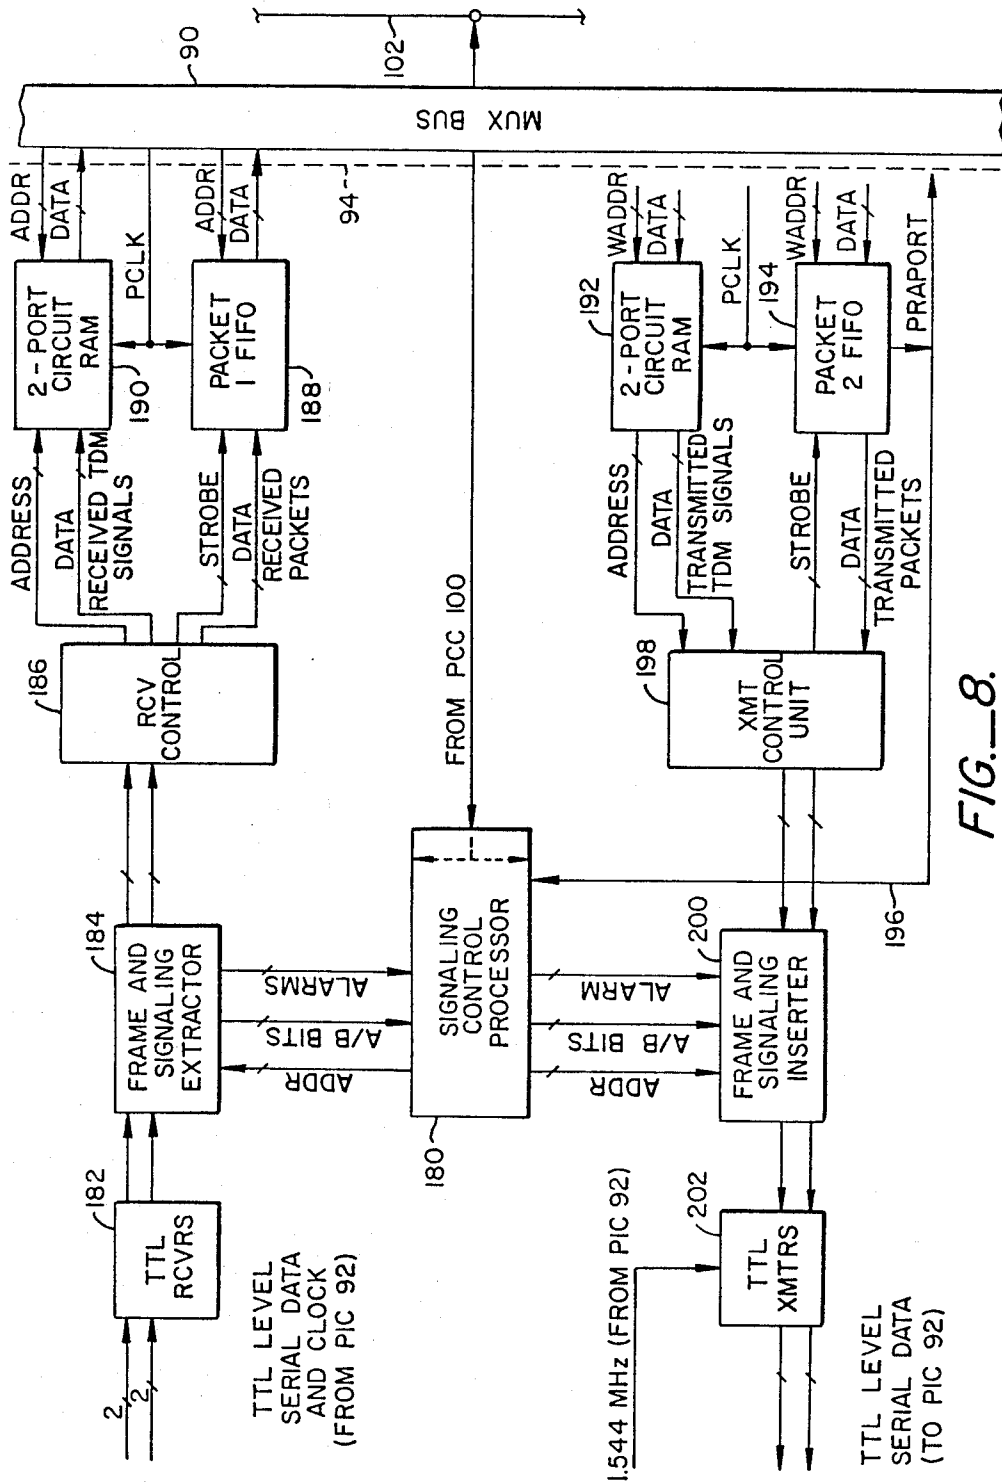 2
2
TTL LEVEL
SERIAL DATA
AND CLOCK
(FROM PIC 92)
182
TTL
RCVRS
184
FRAME AND
SIGNALING
EXTRACTOR
186
RCV
CONTROL
ADDRESS
DATA
RECEIVED TDM
SIGNALS
STROBE
DATA
RECEIVED
PACKETS
2-PORT
CIRCUIT
RAM
190
PACKET
1 FIFO
188
ADDR
DATA
PCLK
ADDR
DATA
94
90
MUX BUS
102
ADDR
A/B BITS
ALARMS
180
SIGNALING
CONTROL
PROCESSOR
FROM PCC 100
ADDR
A/B BITS
ALARM
1.544 MHz (FROM PIC 92)
202
TTL
XMTRS
TTL LEVEL
SERIAL DATA
(TO PIC 92)
200
FRAME AND
SIGNALING
INSERTER
196
198
XMT
CONTROL
UNIT
ADDRESS
DATA
TRANSMITTED
TDM SIGNALS
STROBE
DATA
TRANSMITTED
PACKETS
192
2-PORT
CIRCUIT
RAM
194
PACKET
2 FIFO
WADDR
DATA
PCLK
WADDR
DATA
PRAPORT
FIG._8.